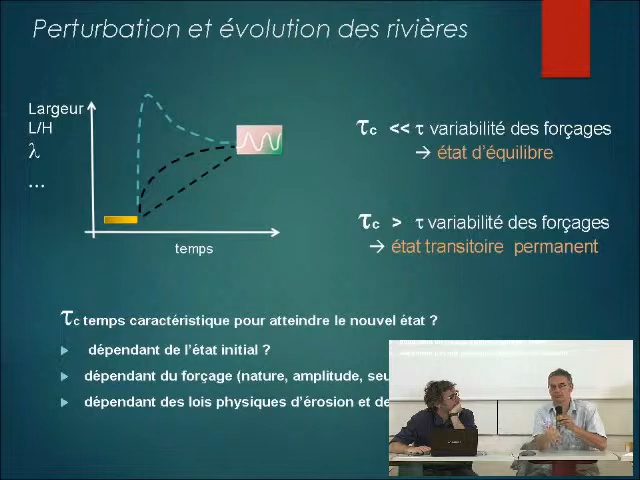 Perturbation et évolution des rivières
Largeur
L/H
λ
...
temps
τc << τ variabilité des forçages
→ état d'équilibre
τc > τ variabilité des forçages
→ état transitoire permanent
τc temps caractéristique pour atteindre le nouvel état ?
dépendant de l'état initial ?
dépendant du forçage (nature, amplitude,
dépendant des lois physiques d'érosion et